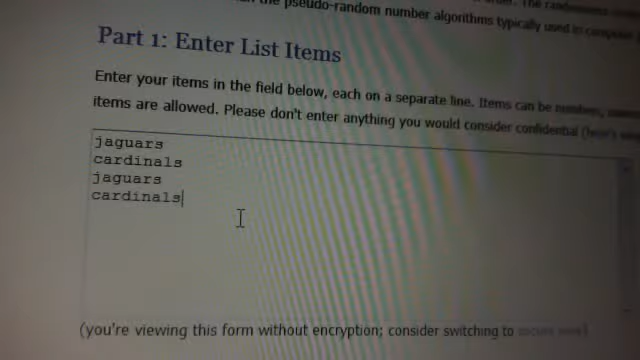 the pseudo-random number algorithms typically used in computer
Part 1: Enter List Items
Enter your items in the field below, each on a separate line. Items can be numbers,
items are allowed. Please don't enter anything you would consider confidential (here's
jaguars
cardinals
jaguars
cardinals
(you're viewing this form without encryption; consider switching to